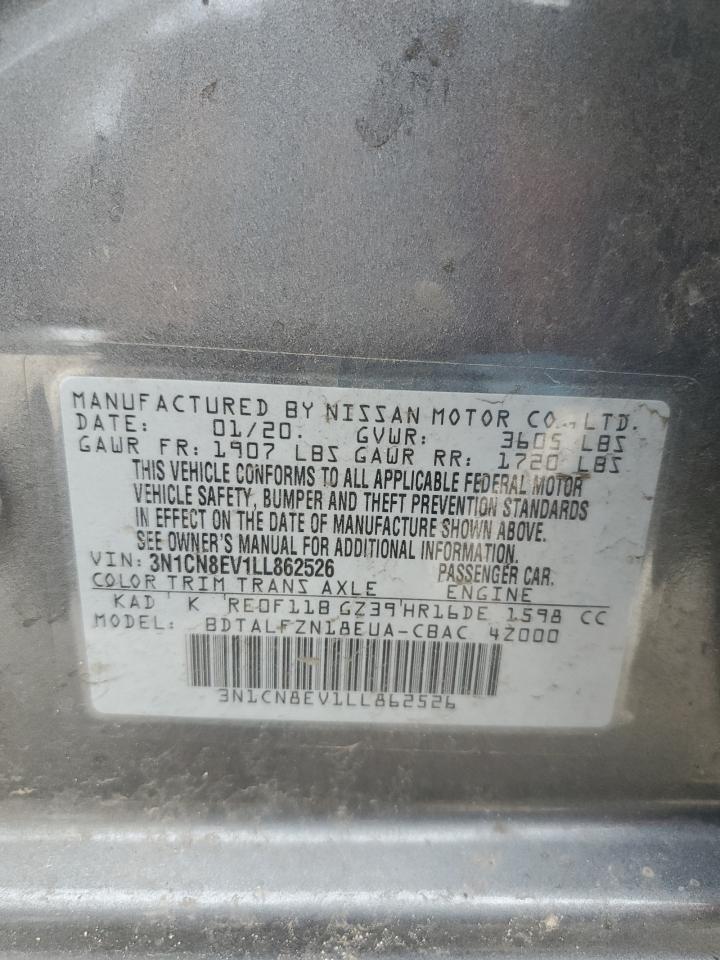 MANUFACTURED BY NISSAN MOTOR CO., LTD.
DATE: 01/20. GVWR: 3605 LBS
GAWR FR: 1907 LBS GAWR RR: 1720 LBS
THIS VEHICLE CONFORMS TO ALL APPLICABLE FEDERAL MOTOR
VEHICLE SAFETY, BUMPER AND THEFT PREVENTION STANDARDS
IN EFFECT ON THE DATE OF MANUFACTURE SHOWN ABOVE.
SEE OWNER'S MANUAL FOR ADDITIONAL INFORMATION.
VIN: 3N1CN8EV1LL862526 PASSENGER CAR.
COLOR TRIM TRANS AXLE ENGINE
KAD K RE0F11B GZ39 HR16DE 1598 CC
MODEL: BDTALFZN18EUA-CBAC 4Z000
3N1CN8EV1LL862526